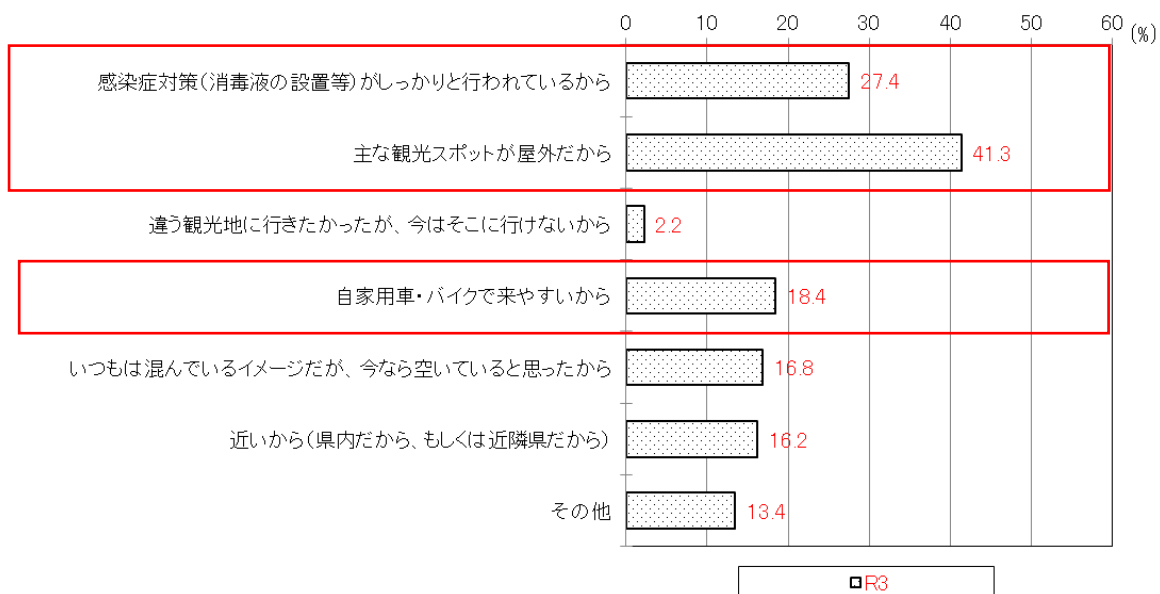 0 10 20 30 40 50 60 (%)
感染症対策(消毒液の設置等)がしっかりと行われているから 27.4
主な観光スポットが屋外だから 41.3
違う観光地に行きたかったが、今はそこに行けないから 2.2
自家用車・バイクで来やすいから 18.4
いつもは混んでいるイメージだが、今なら空いていると思ったから 16.8
近いから(県内だから、もしくは近隣県だから) 16.2
その他 13.4
R3